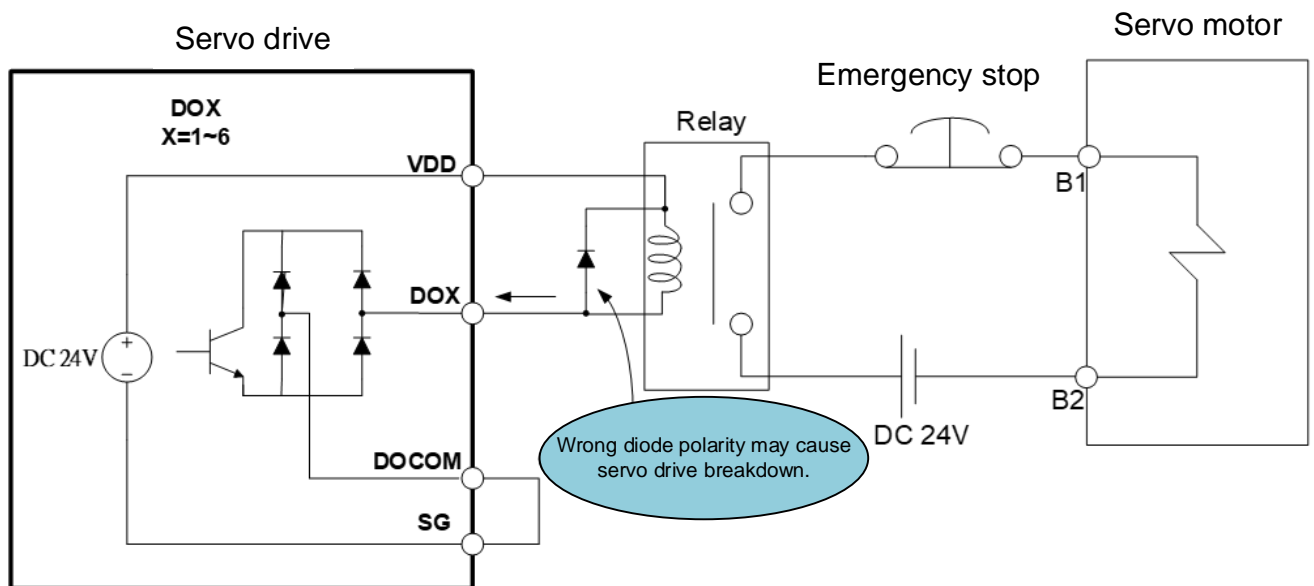 Servo drive
Servo motor
Emergency stop
DOX
X=1~6
Relay
VDD
B1
DOX
DC 24V
+
−
B2
DC 24V
Wrong diode polarity may cause
servo drive breakdown.
DOCOM
SG